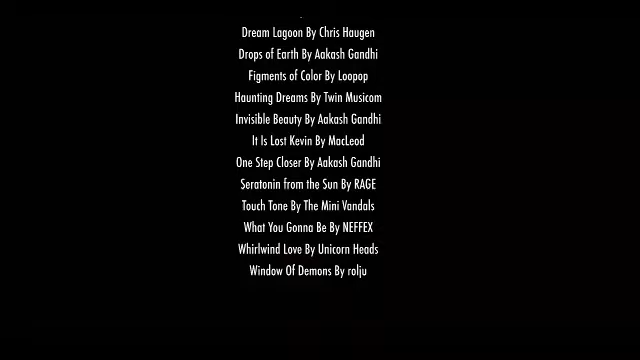 Dream Lagoon By Chris Haugen
Drops of Earth By Aakash Gandhi
Figments of Color By Loopop
Haunting Dreams By Twin Musicom
Invisible Beauty By Aakash Gandhi
It Is Lost Kevin By MacLeod
One Step Closer By Aakash Gandhi
Seratonin from the Sun By RAGE
Touch Tone By The Mini Vandals
What You Gonna Be By NEFFEX
Whirlwind Love By Unicorn Heads
Window Of Demons By rolju